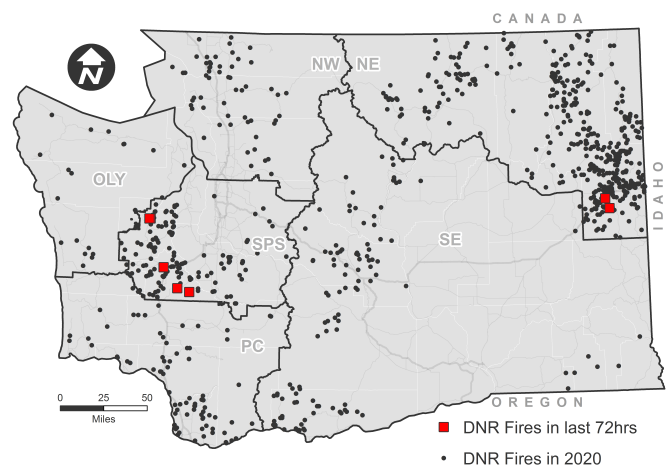 CANADA
N
NW NE
OLY
IDAHO
SPS
SE
PC
0 25 50
Miles
OREGON
DNR Fires in last 72hrs
DNR Fires in 2020